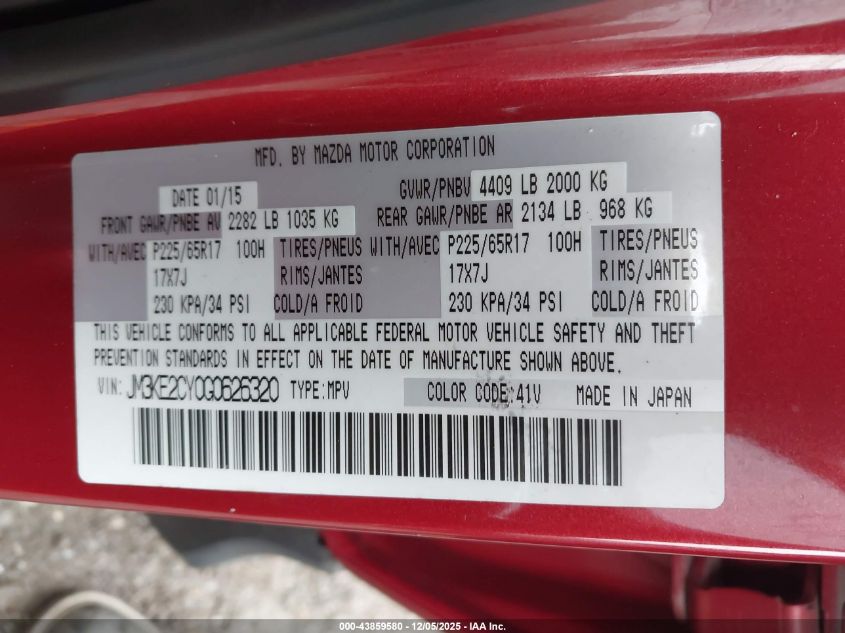 MFD. BY MAZDA MOTOR CORPORATION
DATE 01/15 GVWR/PNBV 4409 LB 2000 KG
FRONT GAWR/PNBE AV 2282 LB 1035 KG REAR GAWR/PNBE AR 2134 LB 968 KG
WITH/AVEC P225/65R17 100H TIRES/PNEUS WITH/AVEC P225/65R17 100H TIRES/PNEUS
17X7J RIMS/JANTES 17X7J RIMS/JANTES
230 KPA/34 PSI COLD/A FROID 230 KPA/34 PSI COLD/A FROID
THIS VEHICLE CONFORMS TO ALL APPLICABLE FEDERAL MOTOR VEHICLE SAFETY AND THEFT
PREVENTION STANDARDS IN EFFECT ON THE DATE OF MANUFACTURE SHOWN ABOVE.
VIN: JM3KE2CY0G0626320 TYPE:MPV COLOR CODE:41V MADE IN JAPAN
000-43859580 - 12/05/2025 - IAA Inc.